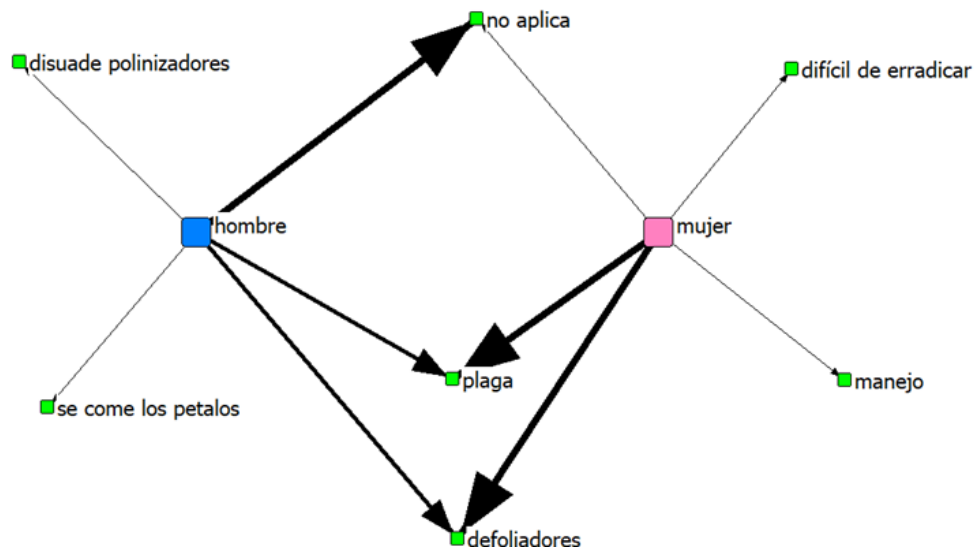 no aplica
disuade polinizadores
difícil de erradicar
hombre
mujer
plaga
manejo
se come los petalos
defoliadores